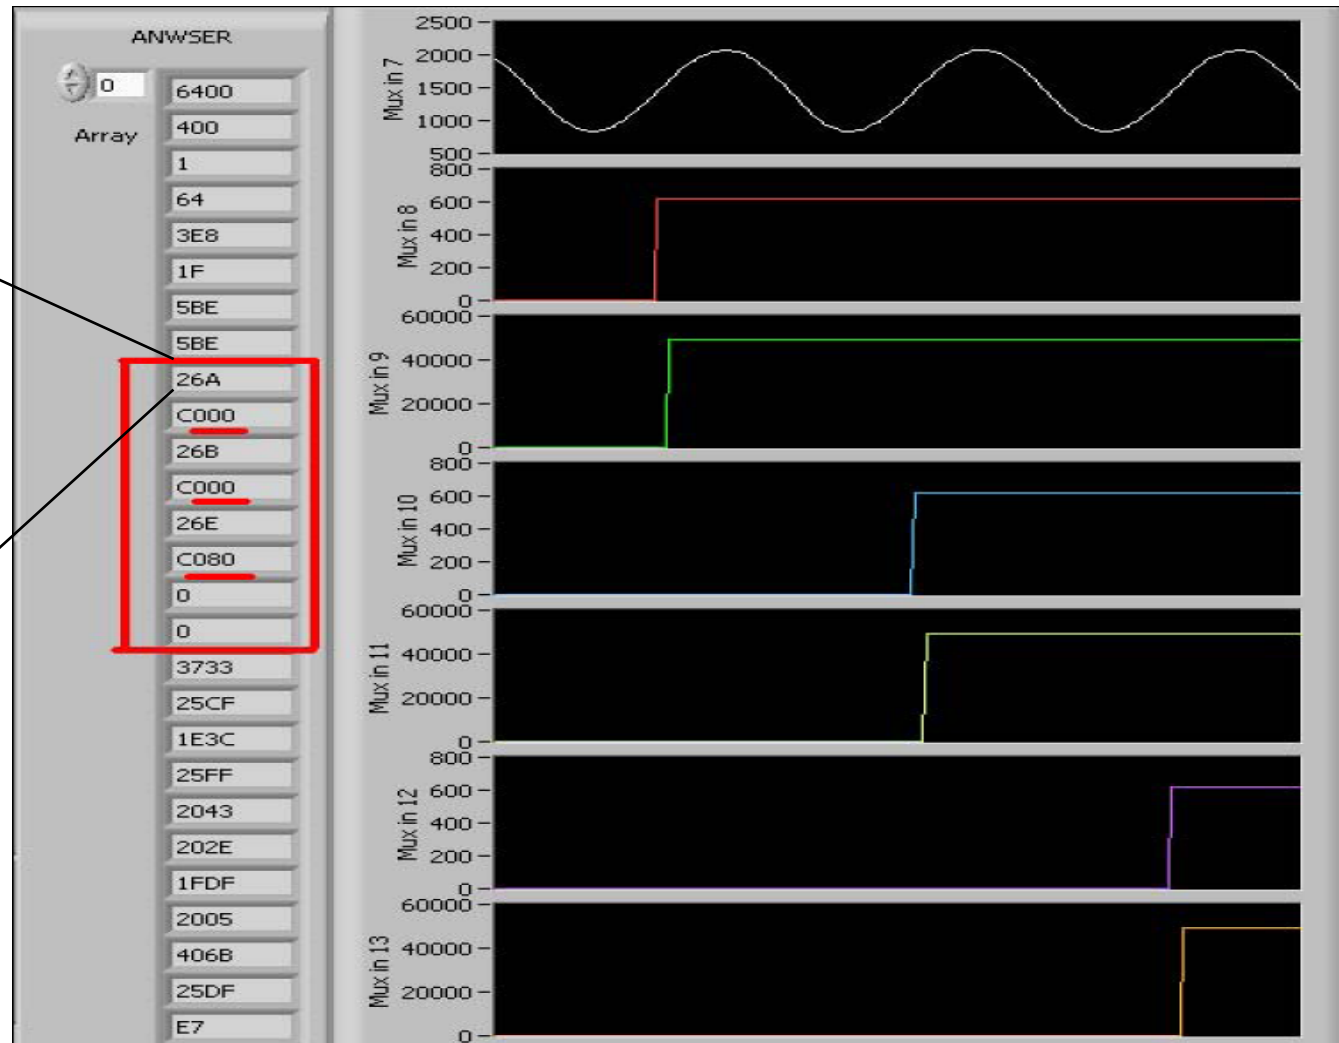 ANWSER
0
Array
6400
400
1
64
3E8
1F
5BE
5BE
26A
C000
26B
C000
26E
C080
0
0
3733
25CF
1E3C
25FF
2043
202E
1FDF
2005
406B
25DF
E7
Mux in 7
2500
2000
1500
1000
500
Mux in 8
800
600
400
200
0
Mux in 9
60000
40000
20000
0
Mux in 10
800
600
400
200
0
Mux in 11
60000
40000
20000
0
Mux in 12
800
600
400
200
0
Mux in 13
60000
40000
20000
0